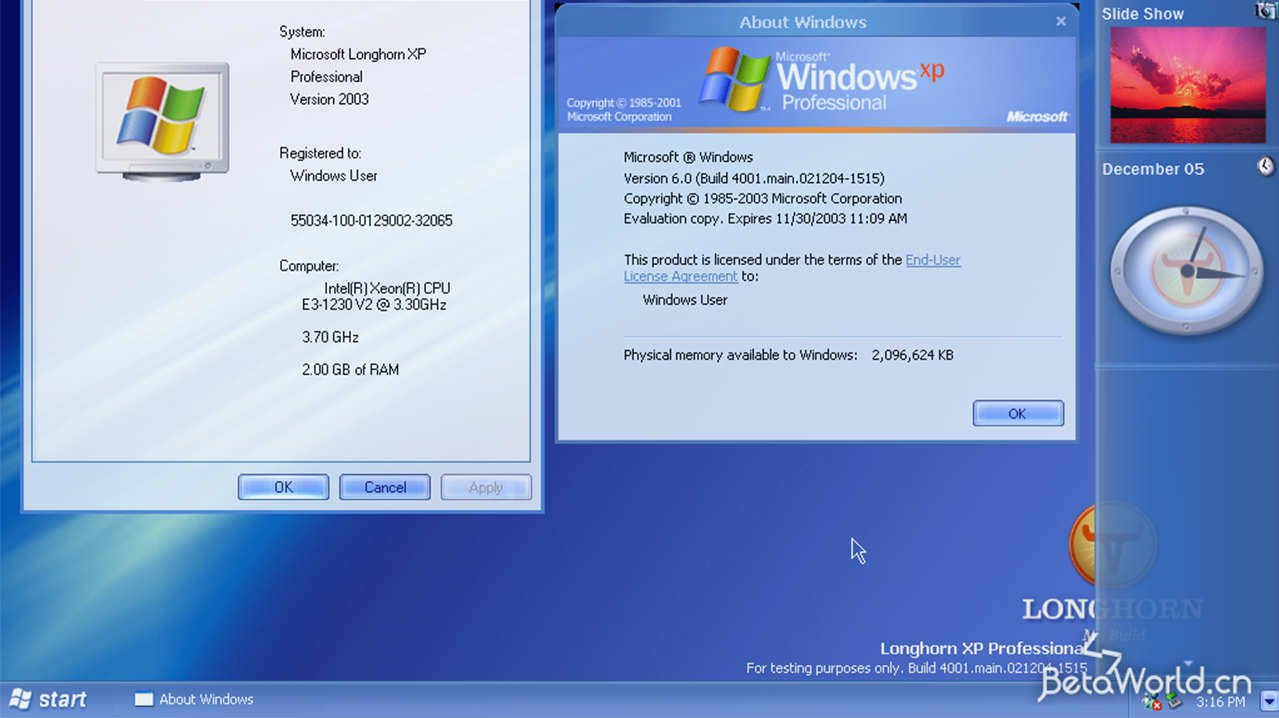 System:
Microsoft Longhorn XP
Professional
Version 2003
Registered to:
Windows User
55034-100-0129002-32065
Computer:
Intel(R) Xeon(R) CPU
E3-1230 V2 @ 3.30GHz
3.70 GHz
2.00 GB of RAM
OK
Cancel
Apply
About Windows
Microsoft®
Windows xp
Professional
TM
Copyright © 1985-2001
Microsoft Corporation
Microsoft®
Microsoft ® Windows
Version 6.0 (Build 4001.main.021204-1515)
Copyright © 1985-2003 Microsoft Corporation
Evaluation copy. Expires 11/30/2003 11:09 AM
This product is licensed under the terms of the End-User
License Agreement to:
Windows User
Physical memory available to Windows: 2,096,624 KB
OK
Slide Show
December 05
LONGHORN
Build
Longhorn XP Professional
For testing purposes only. Build 4001.main.021204-1515
BetaWorld.cn
start
About Windows
3:16 PM